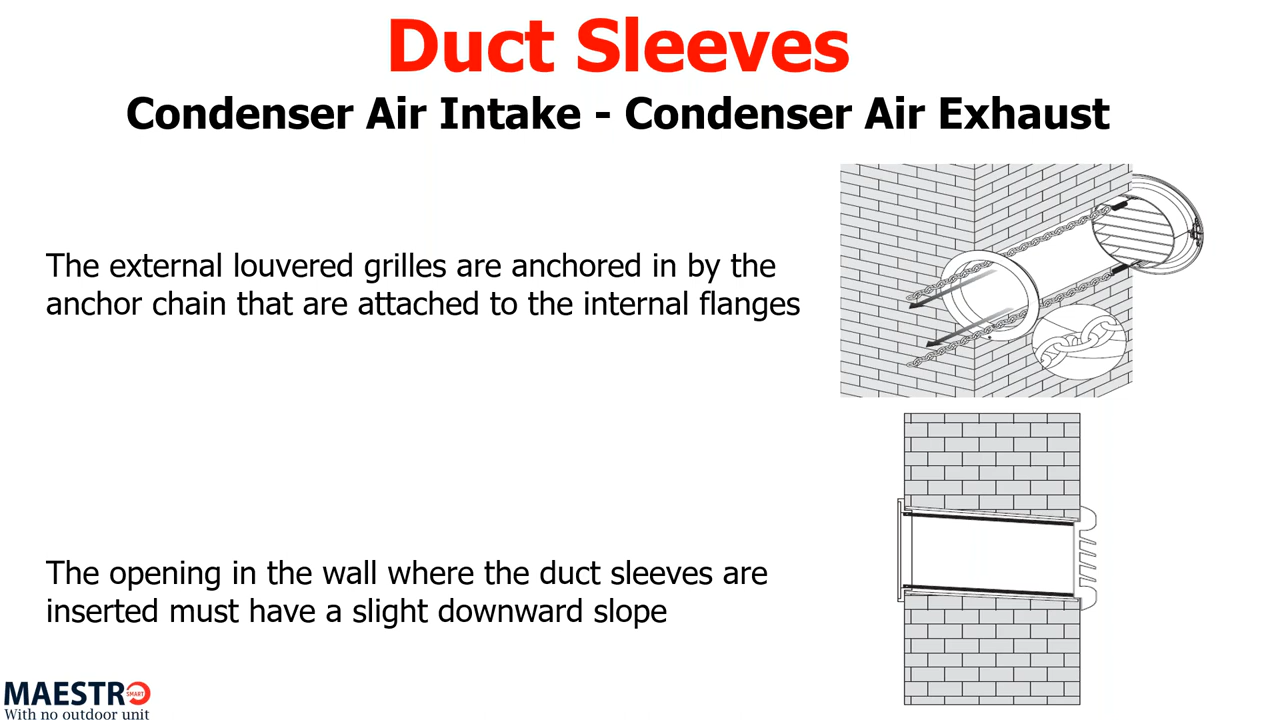 Duct Sleeves
Condenser Air Intake - Condenser Air Exhaust
The external louvered grilles are anchored in by the
anchor chain that are attached to the internal flanges
The opening in the wall where the duct sleeves are
inserted must have a slight downward slope
MAESTRO
SMART
With no outdoor unit